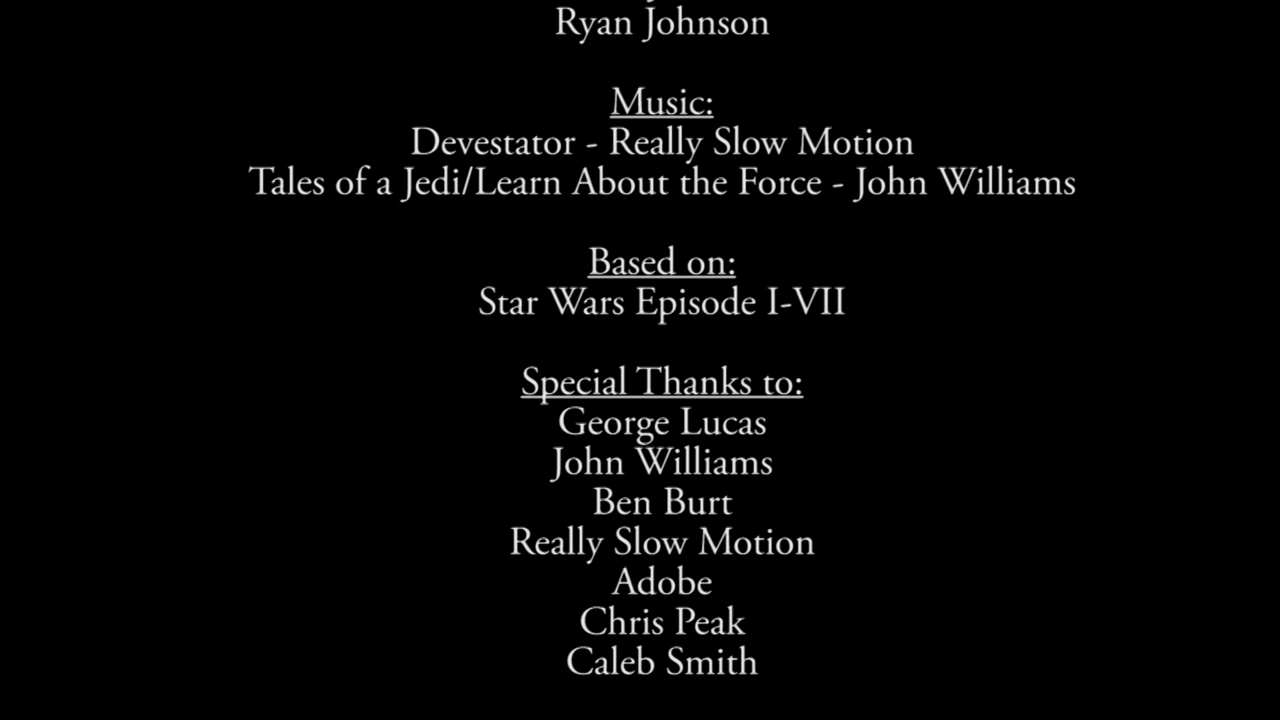 Ryan Johnson
Music:
Devestator - Really Slow Motion
Tales of a Jedi/Learn About the Force - John Williams
Based on:
Star Wars Episode I-VII
Special Thanks to:
George Lucas
John Williams
Ben Burt
Really Slow Motion
Adobe
Chris Peak
Caleb Smith